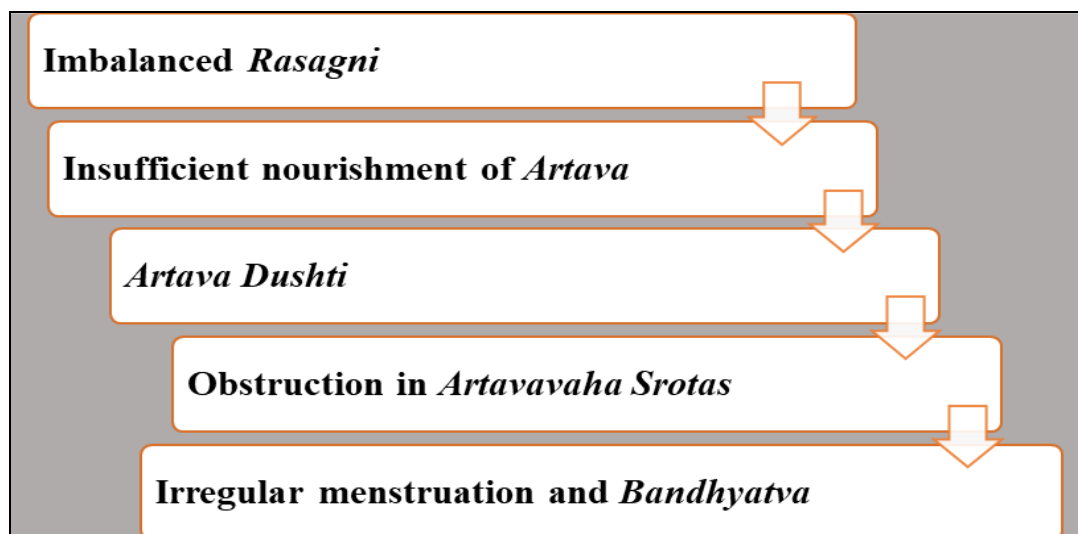 Imbalanced Rasagni
Insufficient nourishment of Artava
Artava Dushti
Obstruction in Artavavaha Srotas
Irregular menstruation and Bandhyatva